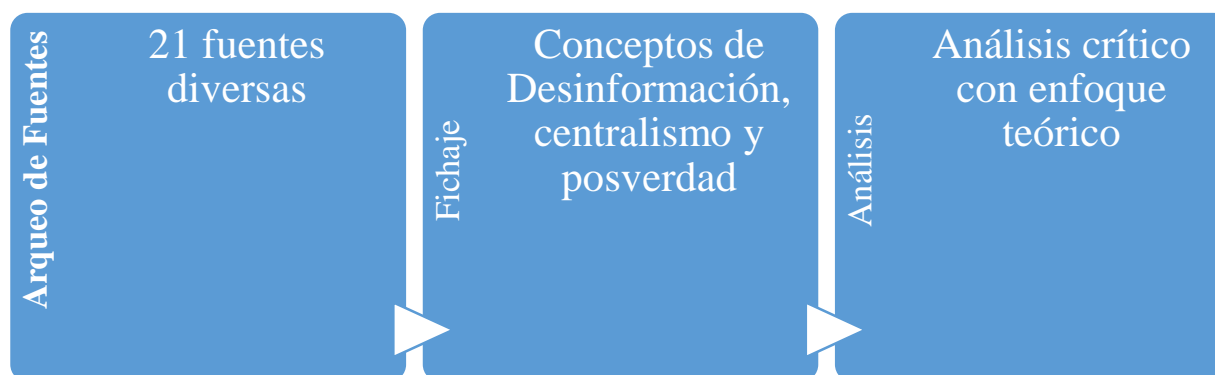 Arqueo de Fuentes
21 fuentes
diversas
Fichaje
Conceptos de
Desinformación,
centralismo y
posverdad
Análisis
Análisis crítico
con enfoque
teórico